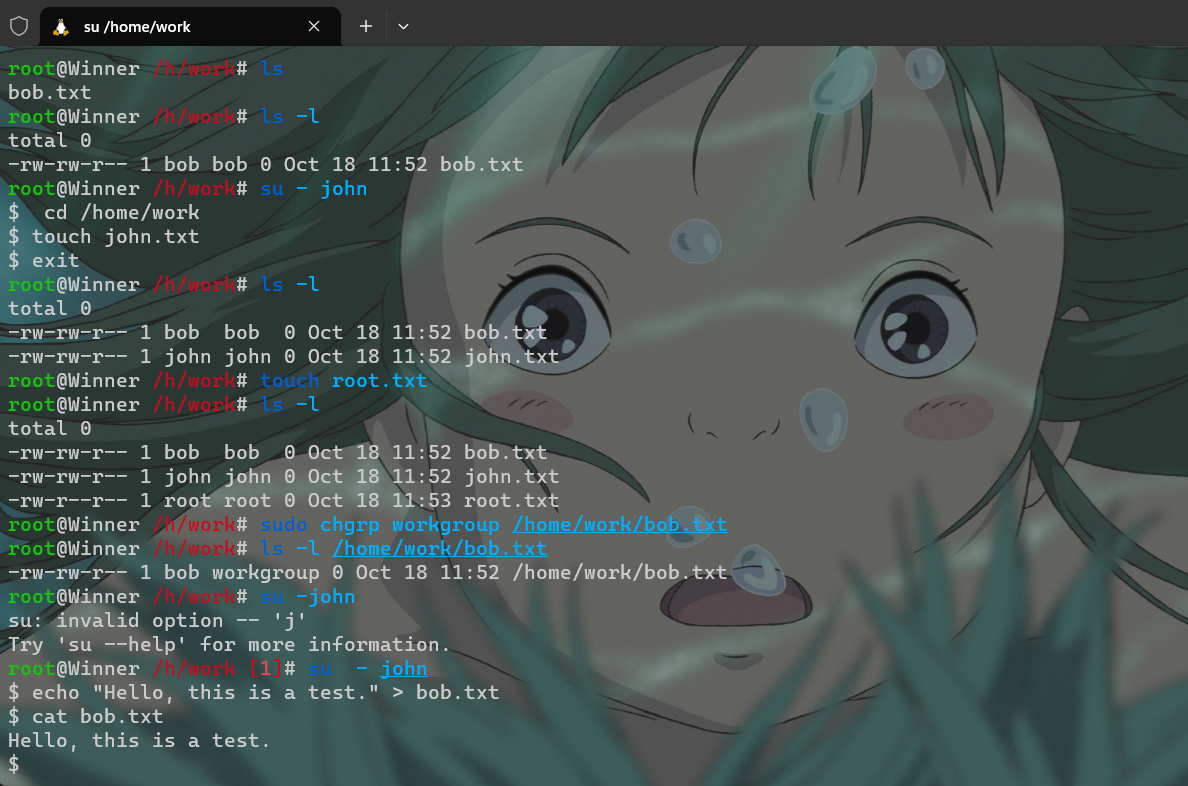 su /home/work
root@Winner /h/work# ls
bob.txt
root@Winner /h/work# ls -l
total 0
-rw-rw-r-- 1 bob bob 0 Oct 18 11:52 bob.txt
root@Winner /h/work# su - john
$  cd /home/work
$ touch john.txt
$ exit
root@Winner /h/work# ls -l
total 0
-rw-rw-r-- 1 bob  bob  0 Oct 18 11:52 bob.txt
-rw-rw-r-- 1 john john 0 Oct 18 11:52 john.txt
root@Winner /h/work# touch root.txt
root@Winner /h/work# ls -l
total 0
-rw-rw-r-- 1 bob  bob  0 Oct 18 11:52 bob.txt
-rw-rw-r-- 1 john john 0 Oct 18 11:52 john.txt
-rw-r--r-- 1 root root 0 Oct 18 11:53 root.txt
root@Winner /h/work# sudo chgrp workgroup /home/work/bob.txt
root@Winner /h/work# ls -l /home/work/bob.txt
-rw-rw-r-- 1 bob workgroup 0 Oct 18 11:52 /home/work/bob.txt
root@Winner /h/work# su -john
su: invalid option -- 'j'
Try 'su --help' for more information.
root@Winner /h/work [1]# su  - john
$ echo "Hello, this is a test." > bob.txt
$ cat bob.txt
Hello, this is a test.
$